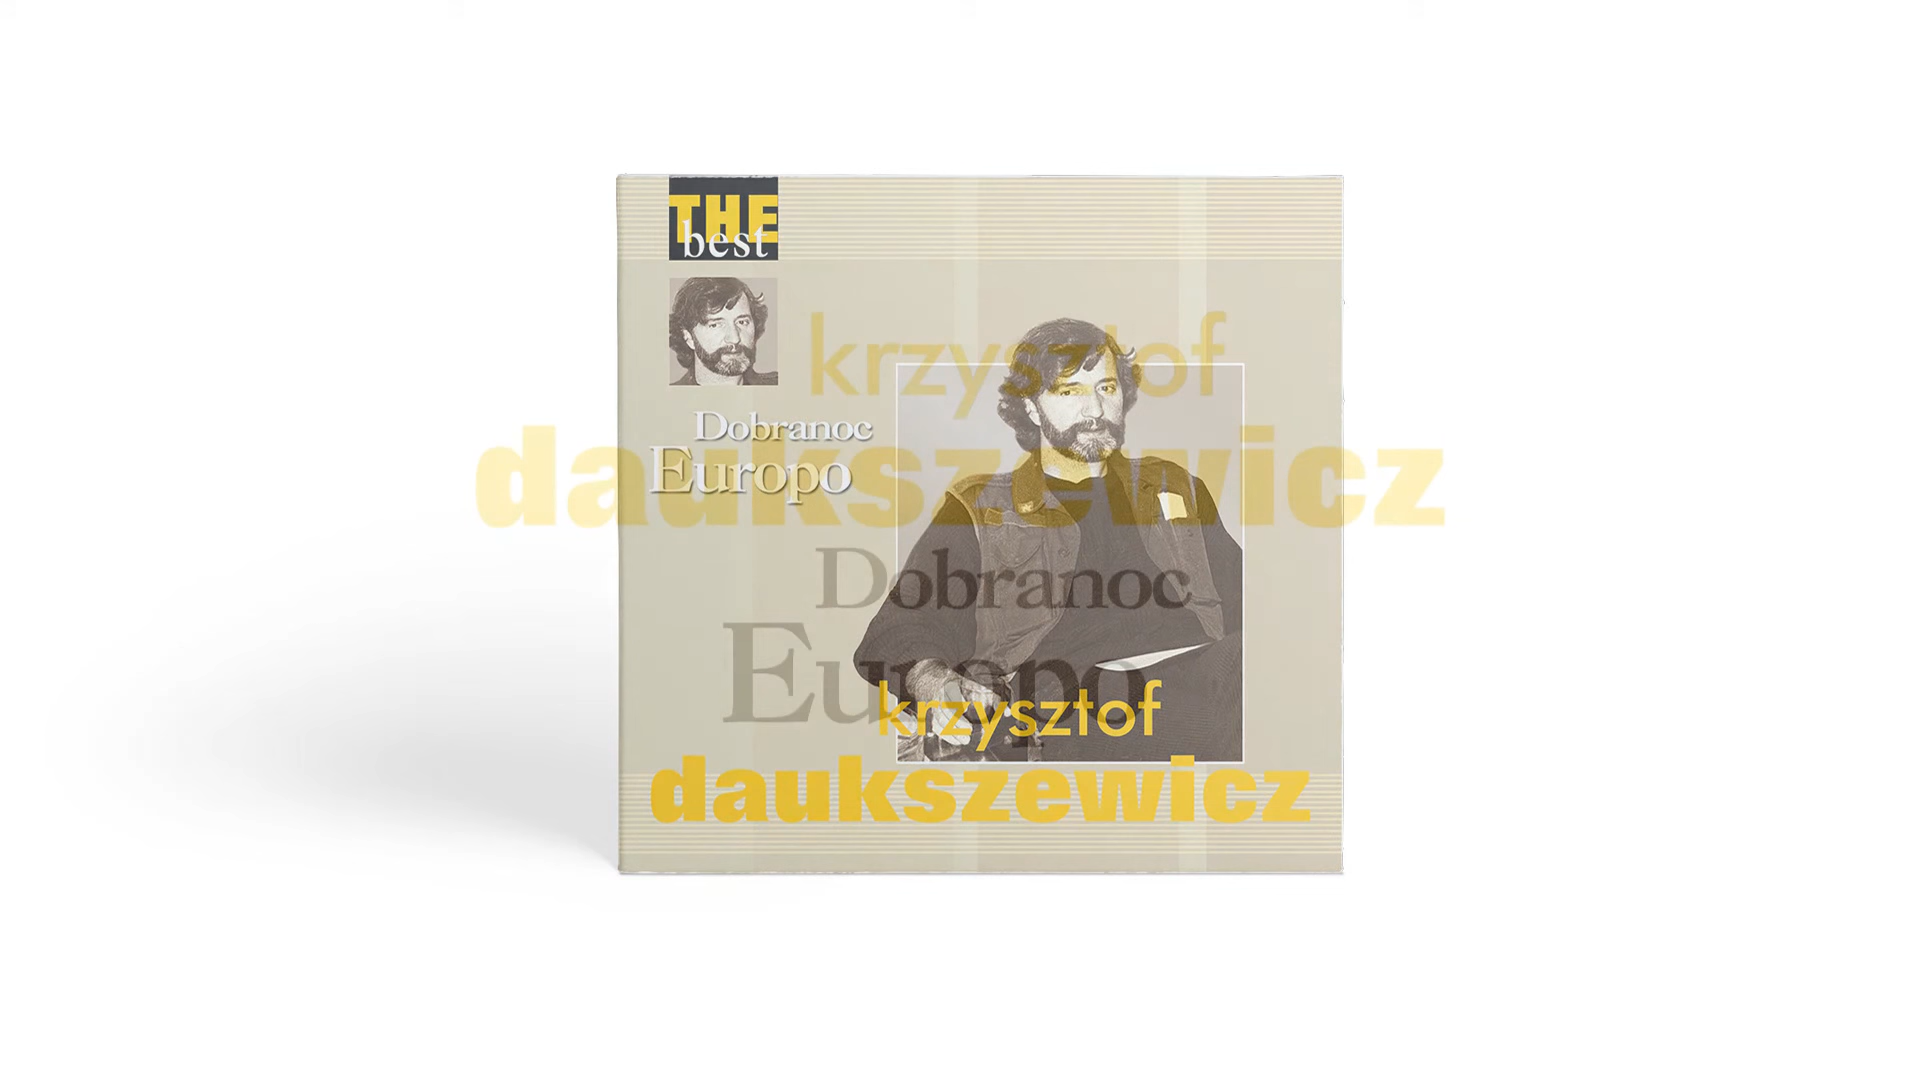 THE
best
krzysztof
Dobranoc
Europo
daukszewicz
Dobranoc
Europo
krzysztof
daukszewicz